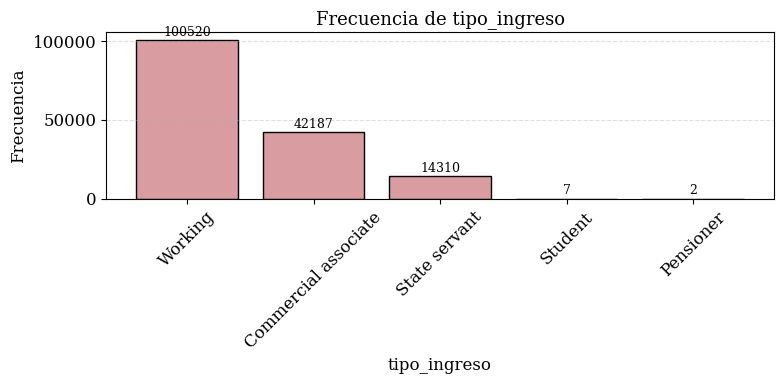 Frecuencia de tipo_ingreso
Frecuencia
100000
50000
0
100520
42187
14310
7
2
Working
Commercial associate
State servant
Student
Pensioner
tipo_ingreso